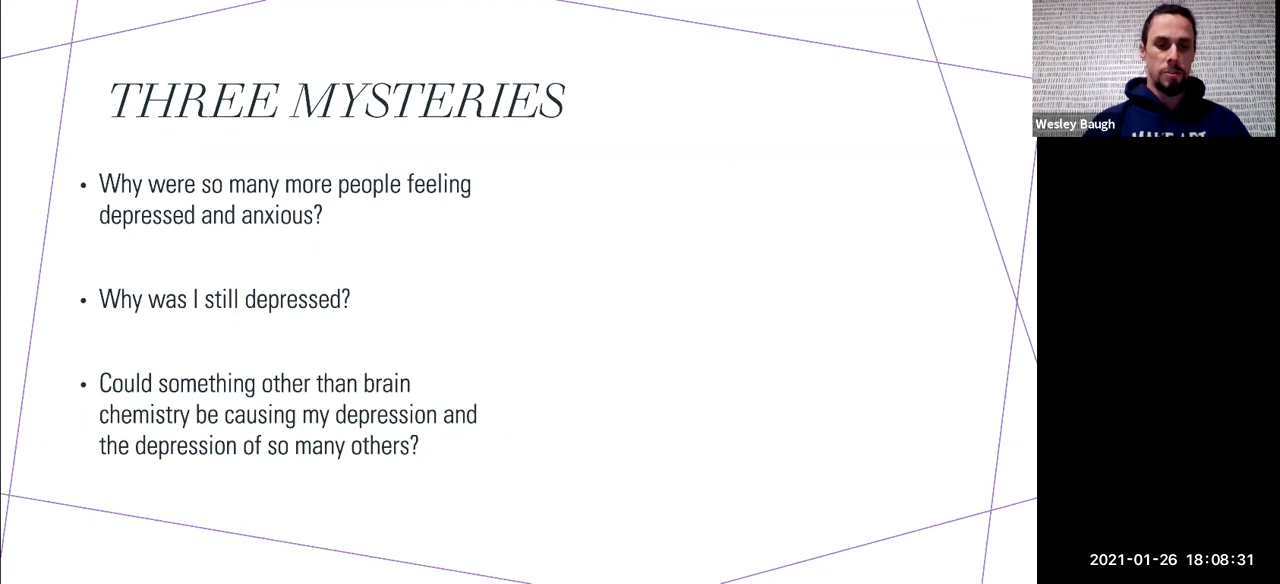 THREE MYSTERIES
• Why were so many more people feeling
depressed and anxious?
• Why was I still depressed?
• Could something other than brain
chemistry be causing my depression and
the depression of so many others?
Wesley Baugh
MAKE ART
2021-01-26 18:08:31